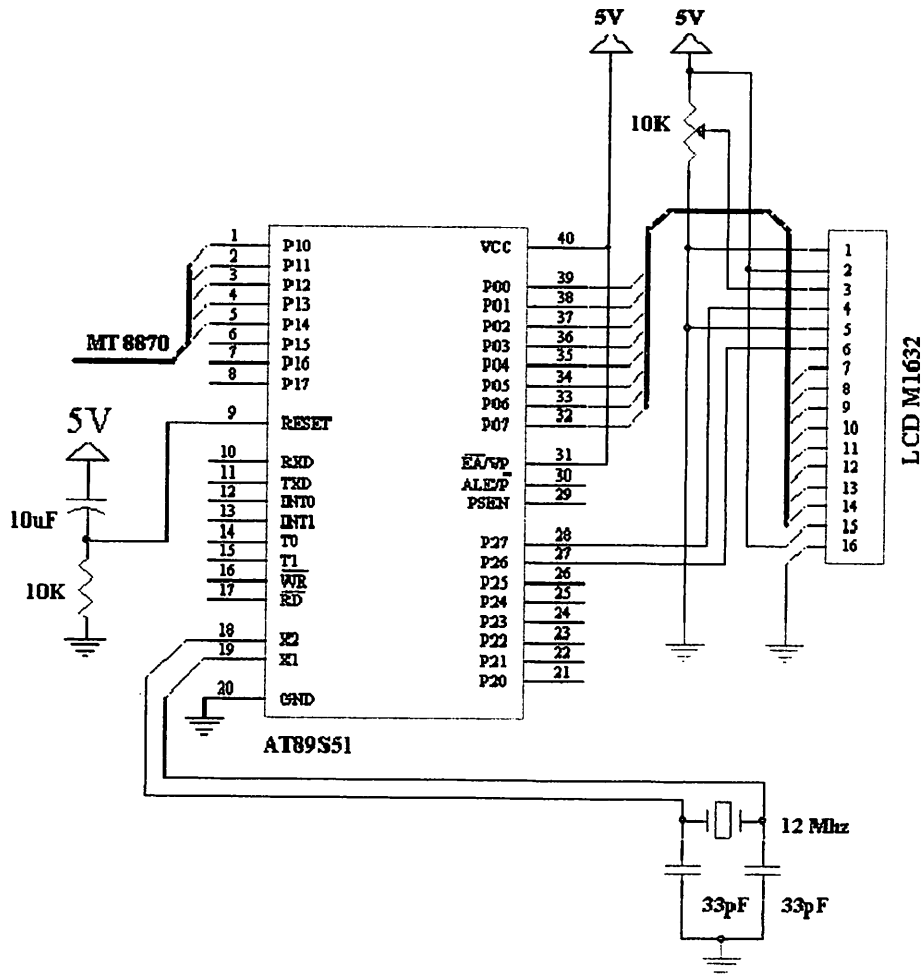 5V 5V
10K
1 P10 VCC 40
2 P11
3 P12 P00 39
4 P13 P01 38
5 P14 P02 37
6 P15 P03 36
7 P16 P04 35
8 P17 P05 34
P06 33
P07 32
MT 8870
9 RESET
5V
10 RXD EA/VP 31
11 TXD ALE/P 30
12 INT0 PSEN 29
13 INT1
14 T0 P27 28
15 T1 P26 27
16 WR P25 26
17 RD P24 25
P23 24
18 X2 P22 23
19 X1 P21 22
P20 21
20 GND
10uF
10K
AT89S51
1
2
3
4
5
6
7
8
9
10
11
12
13
14
15
16
LCD M1632
12 Mhz
33pF 33pF